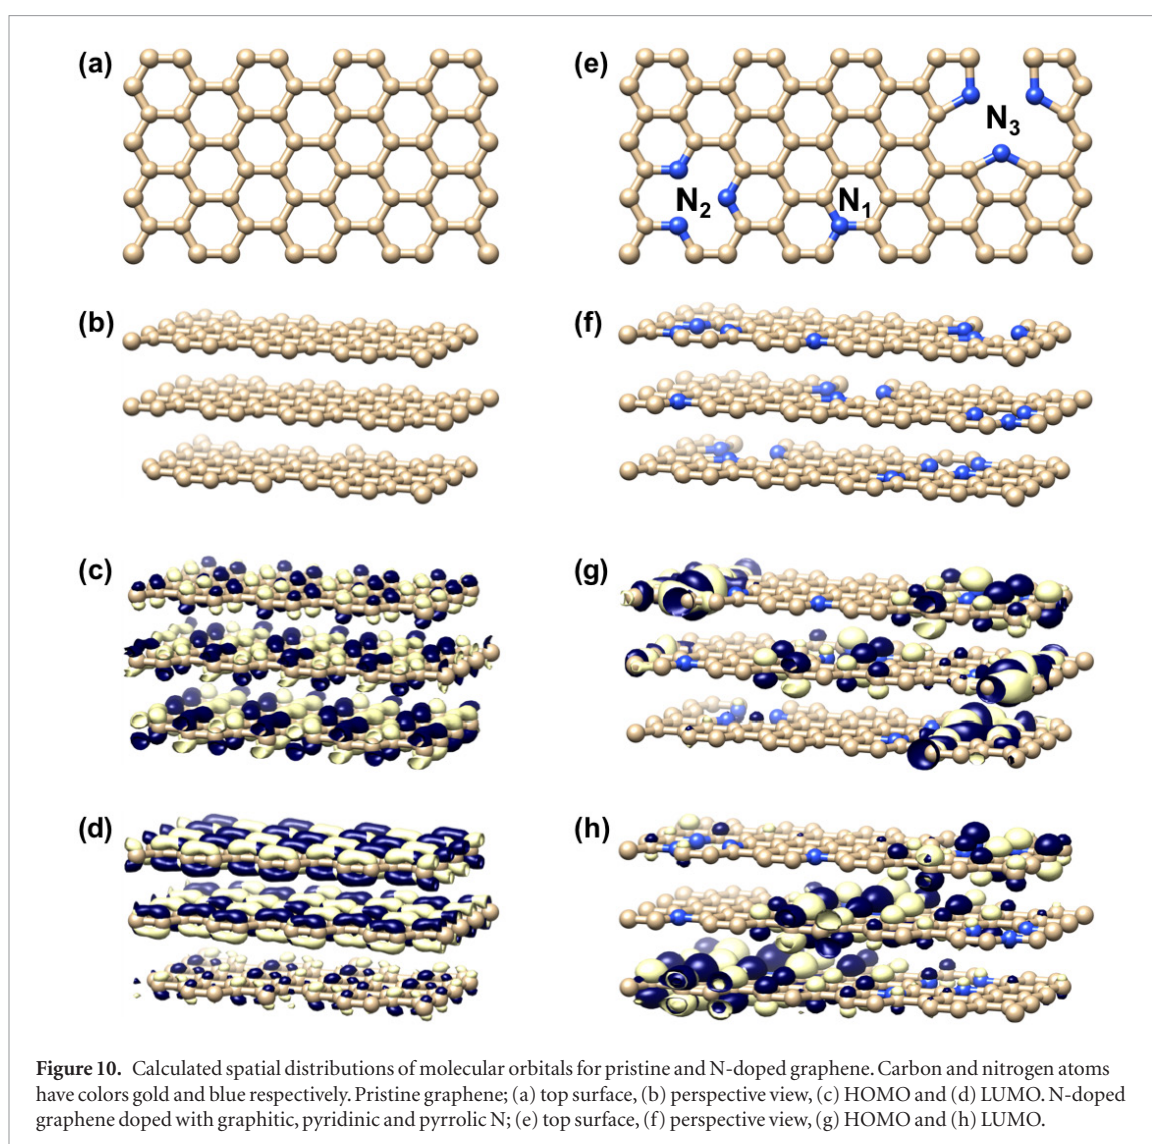 (a)
(e)
N3
N2
N1
(b)
(f)
(c)
(g)
(d)
(h)
Figure 10. Calculated spatial distributions of molecular orbitals for pristine and N-doped graphene. Carbon and nitrogen atoms
have colors gold and blue respectively. Pristine graphene; (a) top surface, (b) perspective view, (c) HOMO and (d) LUMO. N-doped
graphene doped with graphitic, pyridinic and pyrrolic N; (e) top surface, (f) perspective view, (g) HOMO and (h) LUMO.